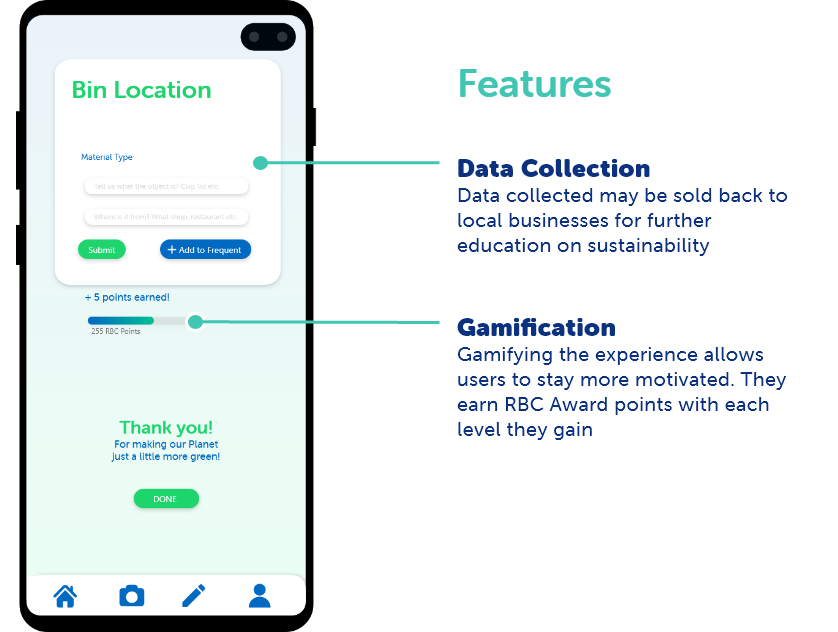 Bin Location
Material Type
Tell us what the object is? Cup, lid etc.
Where is it from? What shop, restaurant etc.
Submit
+ Add to Frequent
+ 5 points earned!
255 RBC Points
Thank you!
For making our Planet
just a little more green!
DONE
Features
Data Collection
Data collected may be sold back to
local businesses for further
education on sustainability
Gamification
Gamifying the experience allows
users to stay more motivated. They
earn RBC Award points with each
level they gain